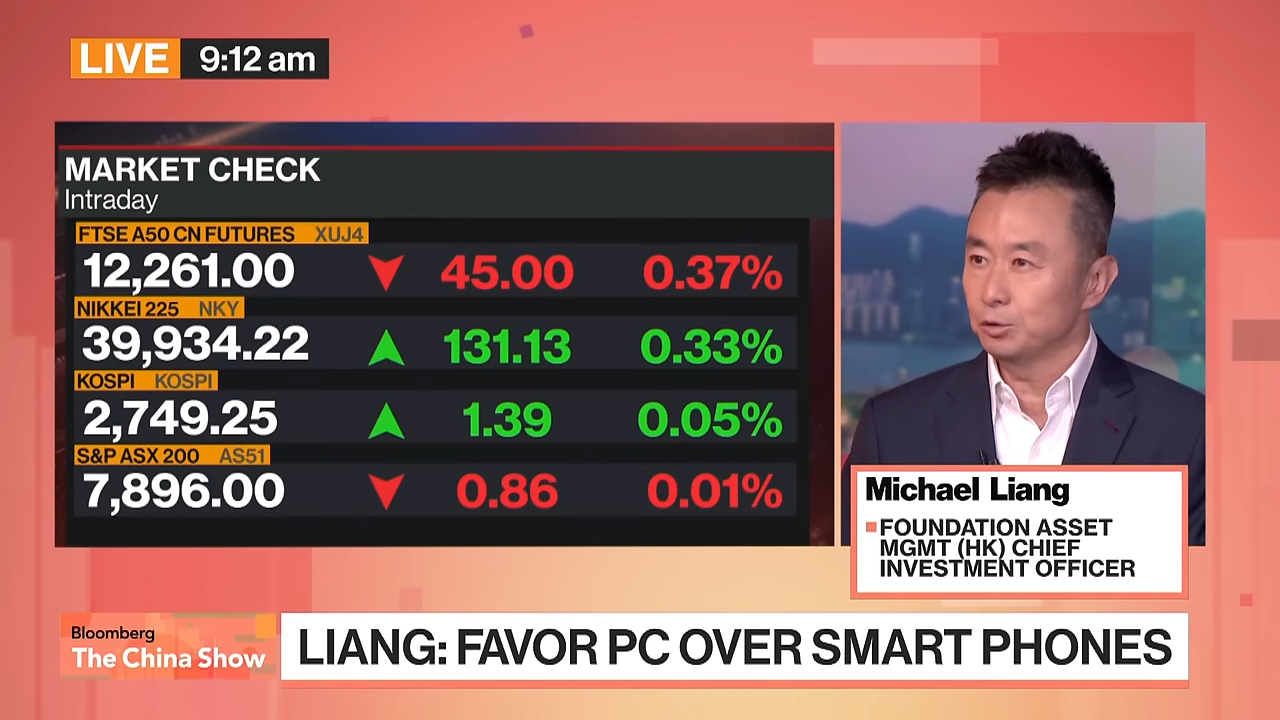 LIVE 9:12 am
MARKET CHECK
Intraday
FTSE A50 CN FUTURES XUJ4
12,261.00 45.00 0.37%
NIKKEI 225 NKY
39,934.22 131.13 0.33%
KOSPI KOSPI
2,749.25 1.39 0.05%
S&P ASX 200 AS51
7,896.00 0.86 0.01%
Michael Liang
FOUNDATION ASSET
MGMT (HK) CHIEF
INVESTMENT OFFICER
Bloomberg
The China Show
LIANG: FAVOR PC OVER SMART PHONES